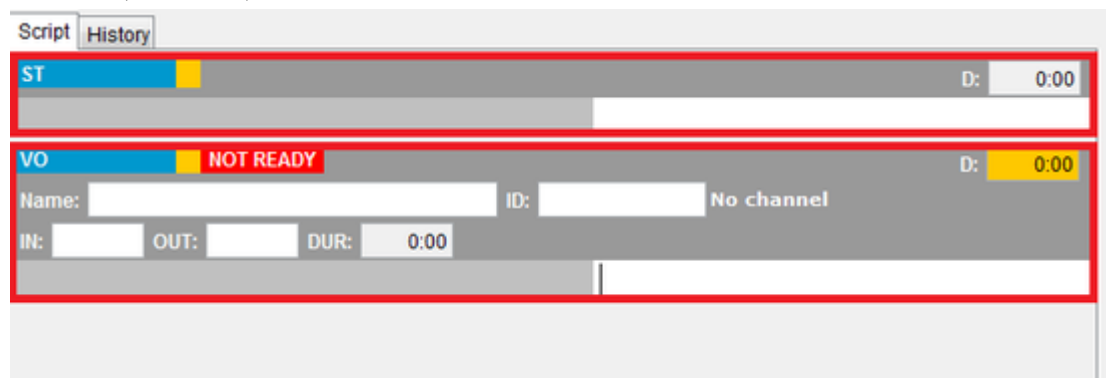 Script History
ST D: 0:00
VO NOT READY D: 0:00
Name: ID: No channel
IN: OUT: DUR: 0:00